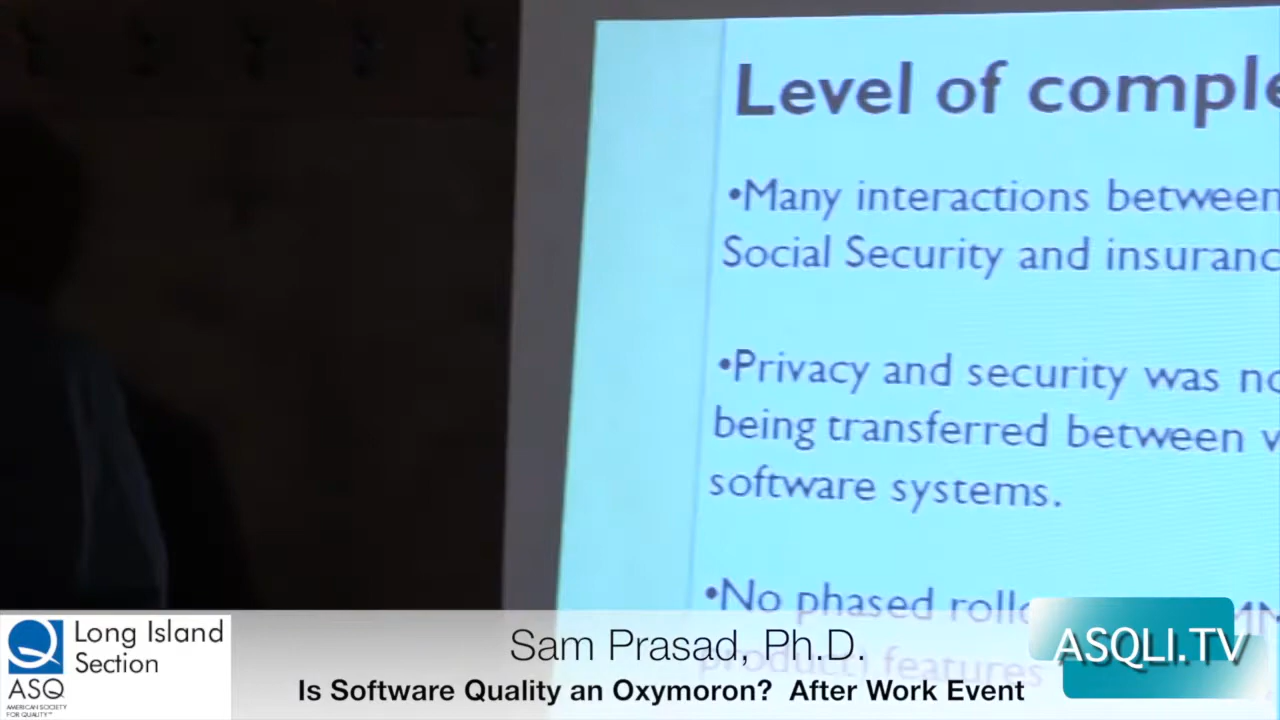 Level of comple
•Many interactions between
Social Security and insuranc
•Privacy and security was no
being transferred between v
software systems.
•No phased rollo
features
Sam Prasad, Ph.D.
Is Software Quality an Oxymoron? After Work Event
Long Island
Section
ASQ
AMERICAN SOCIETY
FOR QUALITY
ASQLI.TV